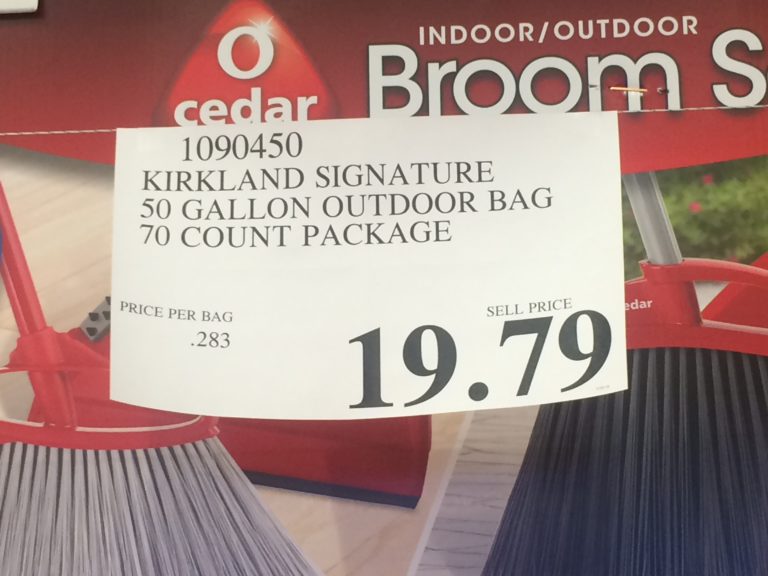 INDOOR/OUTDOOR
cedar
Broom S
1090450
KIRKLAND SIGNATURE
50 GALLON OUTDOOR BAG
70 COUNT PACKAGE
PRICE PER BAG
.283
SELL PRICE
19.79
edar